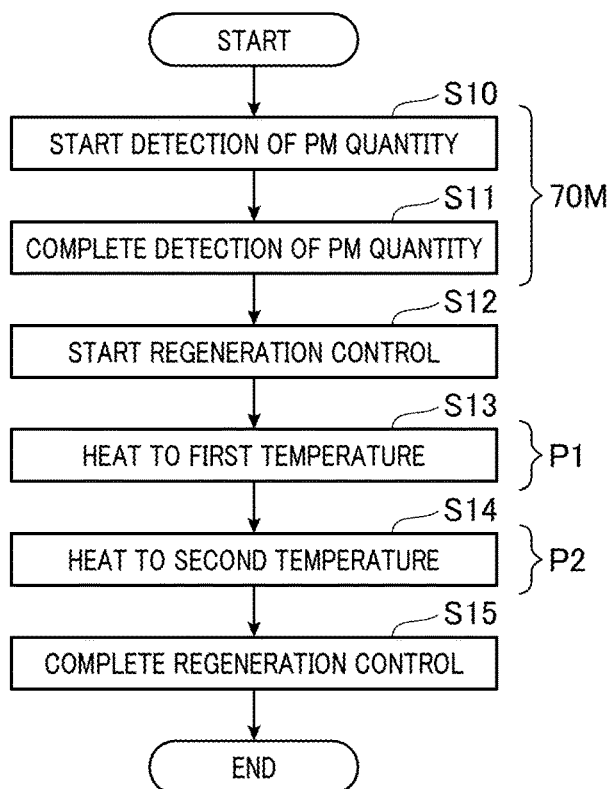 START
S10
START DETECTION OF PM QUANTITY
70M
S11
COMPLETE DETECTION OF PM QUANTITY
S12
START REGENERATION CONTROL
S13
HEAT TO FIRST TEMPERATURE
P1
S14
HEAT TO SECOND TEMPERATURE
P2
S15
COMPLETE REGENERATION CONTROL
END